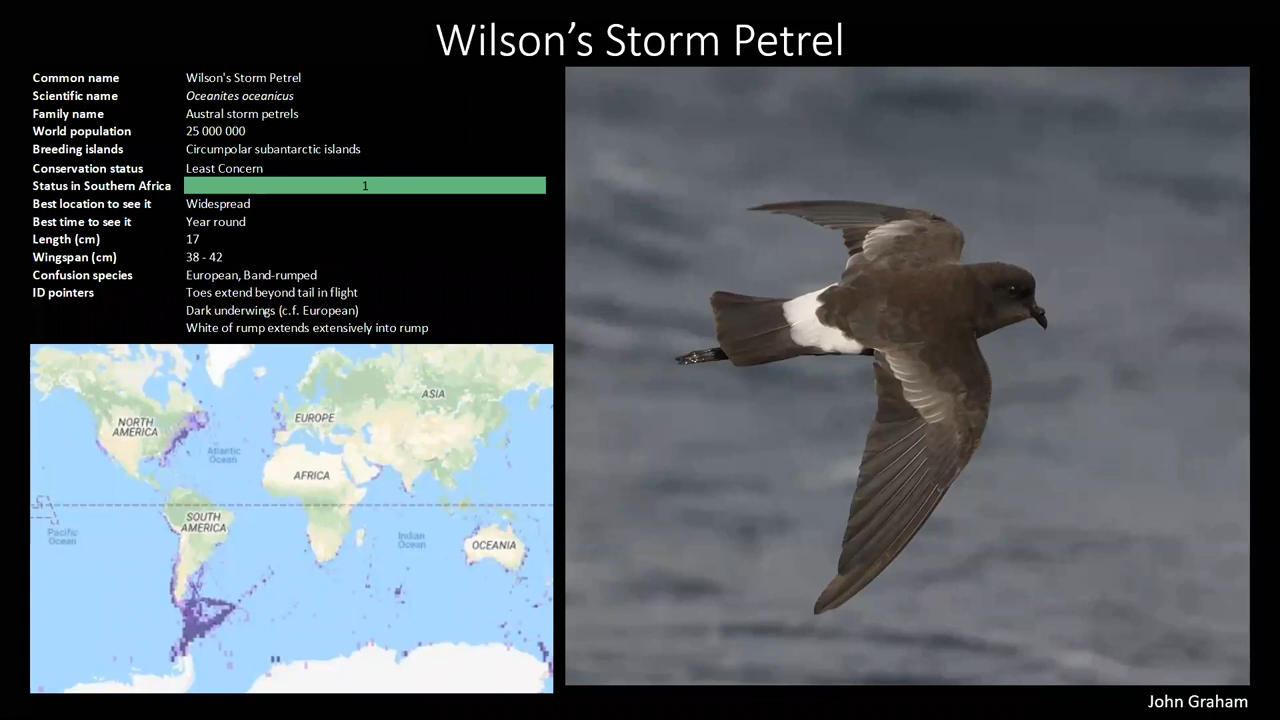 Wilson’s Storm Petrel
Common name Wilson's Storm Petrel
Scientific name Oceanites oceanicus
Family name Austral storm petrels
World population 25 000 000
Breeding islands Circumpolar subantarctic islands
Conservation status Least Concern
Status in Southern Africa 1
Best location to see it Widespread
Best time to see it Year round
Length (cm) 17
Wingspan (cm) 38 - 42
Confusion species European, Band-rumped
ID pointers Toes extend beyond tail in flight
Dark underwings (c.f. European)
White of rump extends extensively into rump
ASIA
NORTH
AMERICA
EUROPE
Atlantic
Ocean
AFRICA
SOUTH
AMERICA
Pacific
Ocean
Indian
Ocean
OCEANIA
John Graham